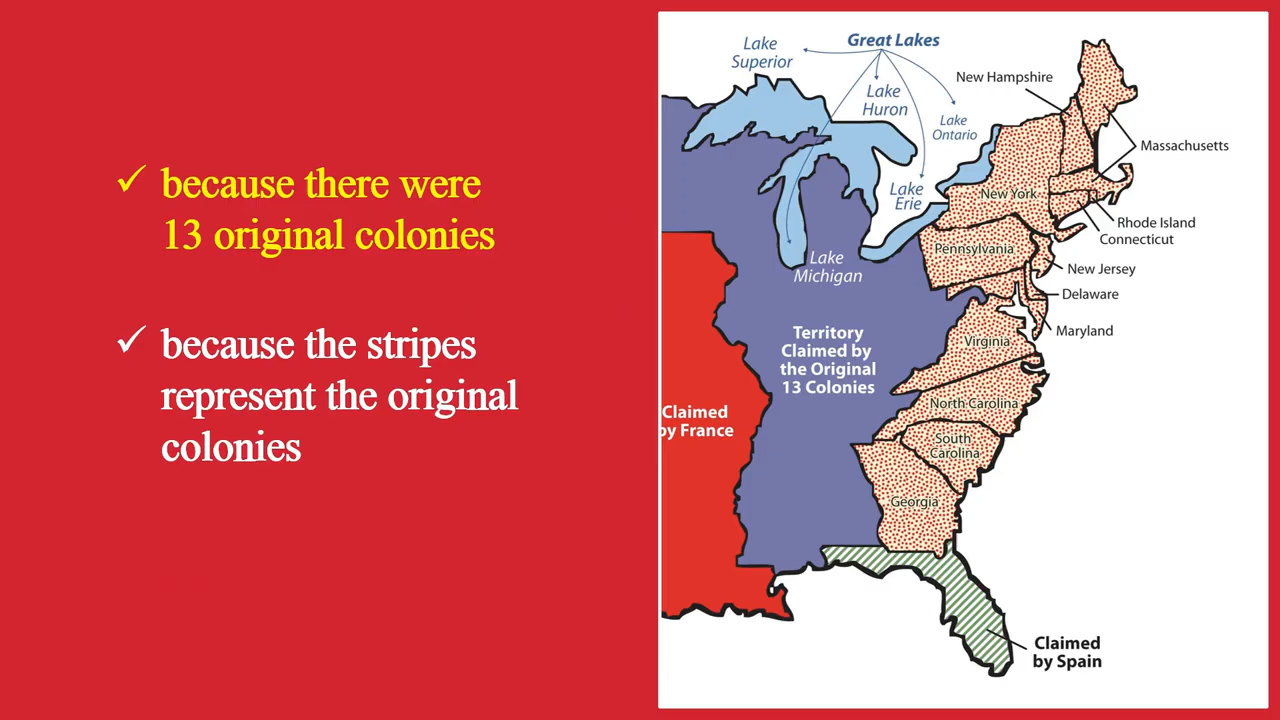 ✓ because there were
13 original colonies
✓ because the stripes
represent the original
colonies
Great Lakes
Lake
Superior
Lake
Huron
Lake
Ontario
Lake
Erie
Lake
Michigan
New Hampshire
Massachusetts
New York
Rhode Island
Connecticut
Pennsylvania
New Jersey
Delaware
Maryland
Virginia
North Carolina
South
Carolina
Georgia
Territory
Claimed by
the Original
13 Colonies
Claimed
by France
Claimed
by Spain